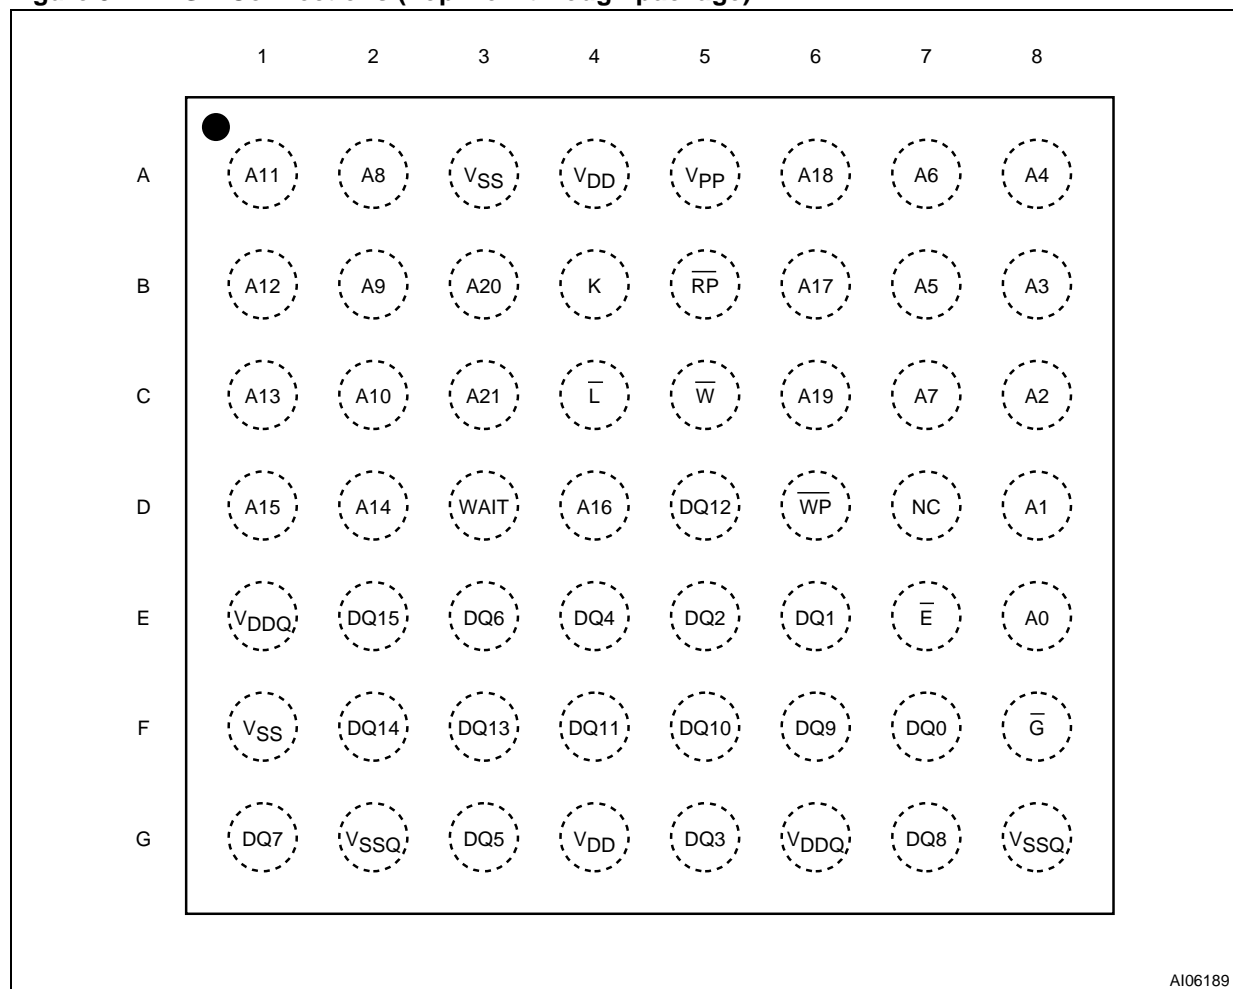 1 2 3 4 5 6 7 8
A A11 A8 VSS VDD VPP A18 A6 A4
B A12 A9 A20 K R̅P̅ A17 A5 A3
C A13 A10 A21 L̅ W̅ A19 A7 A2
D A15 A14 WAIT A16 DQ12 W̅P̅ NC A1
E VDDQ DQ15 DQ6 DQ4 DQ2 DQ1 E̅ A0
F VSS DQ14 DQ13 DQ11 DQ10 DQ9 DQ0 G̅
G DQ7 VSSQ DQ5 VDD DQ3 VDDQ DQ8 VSSQ
AI06189